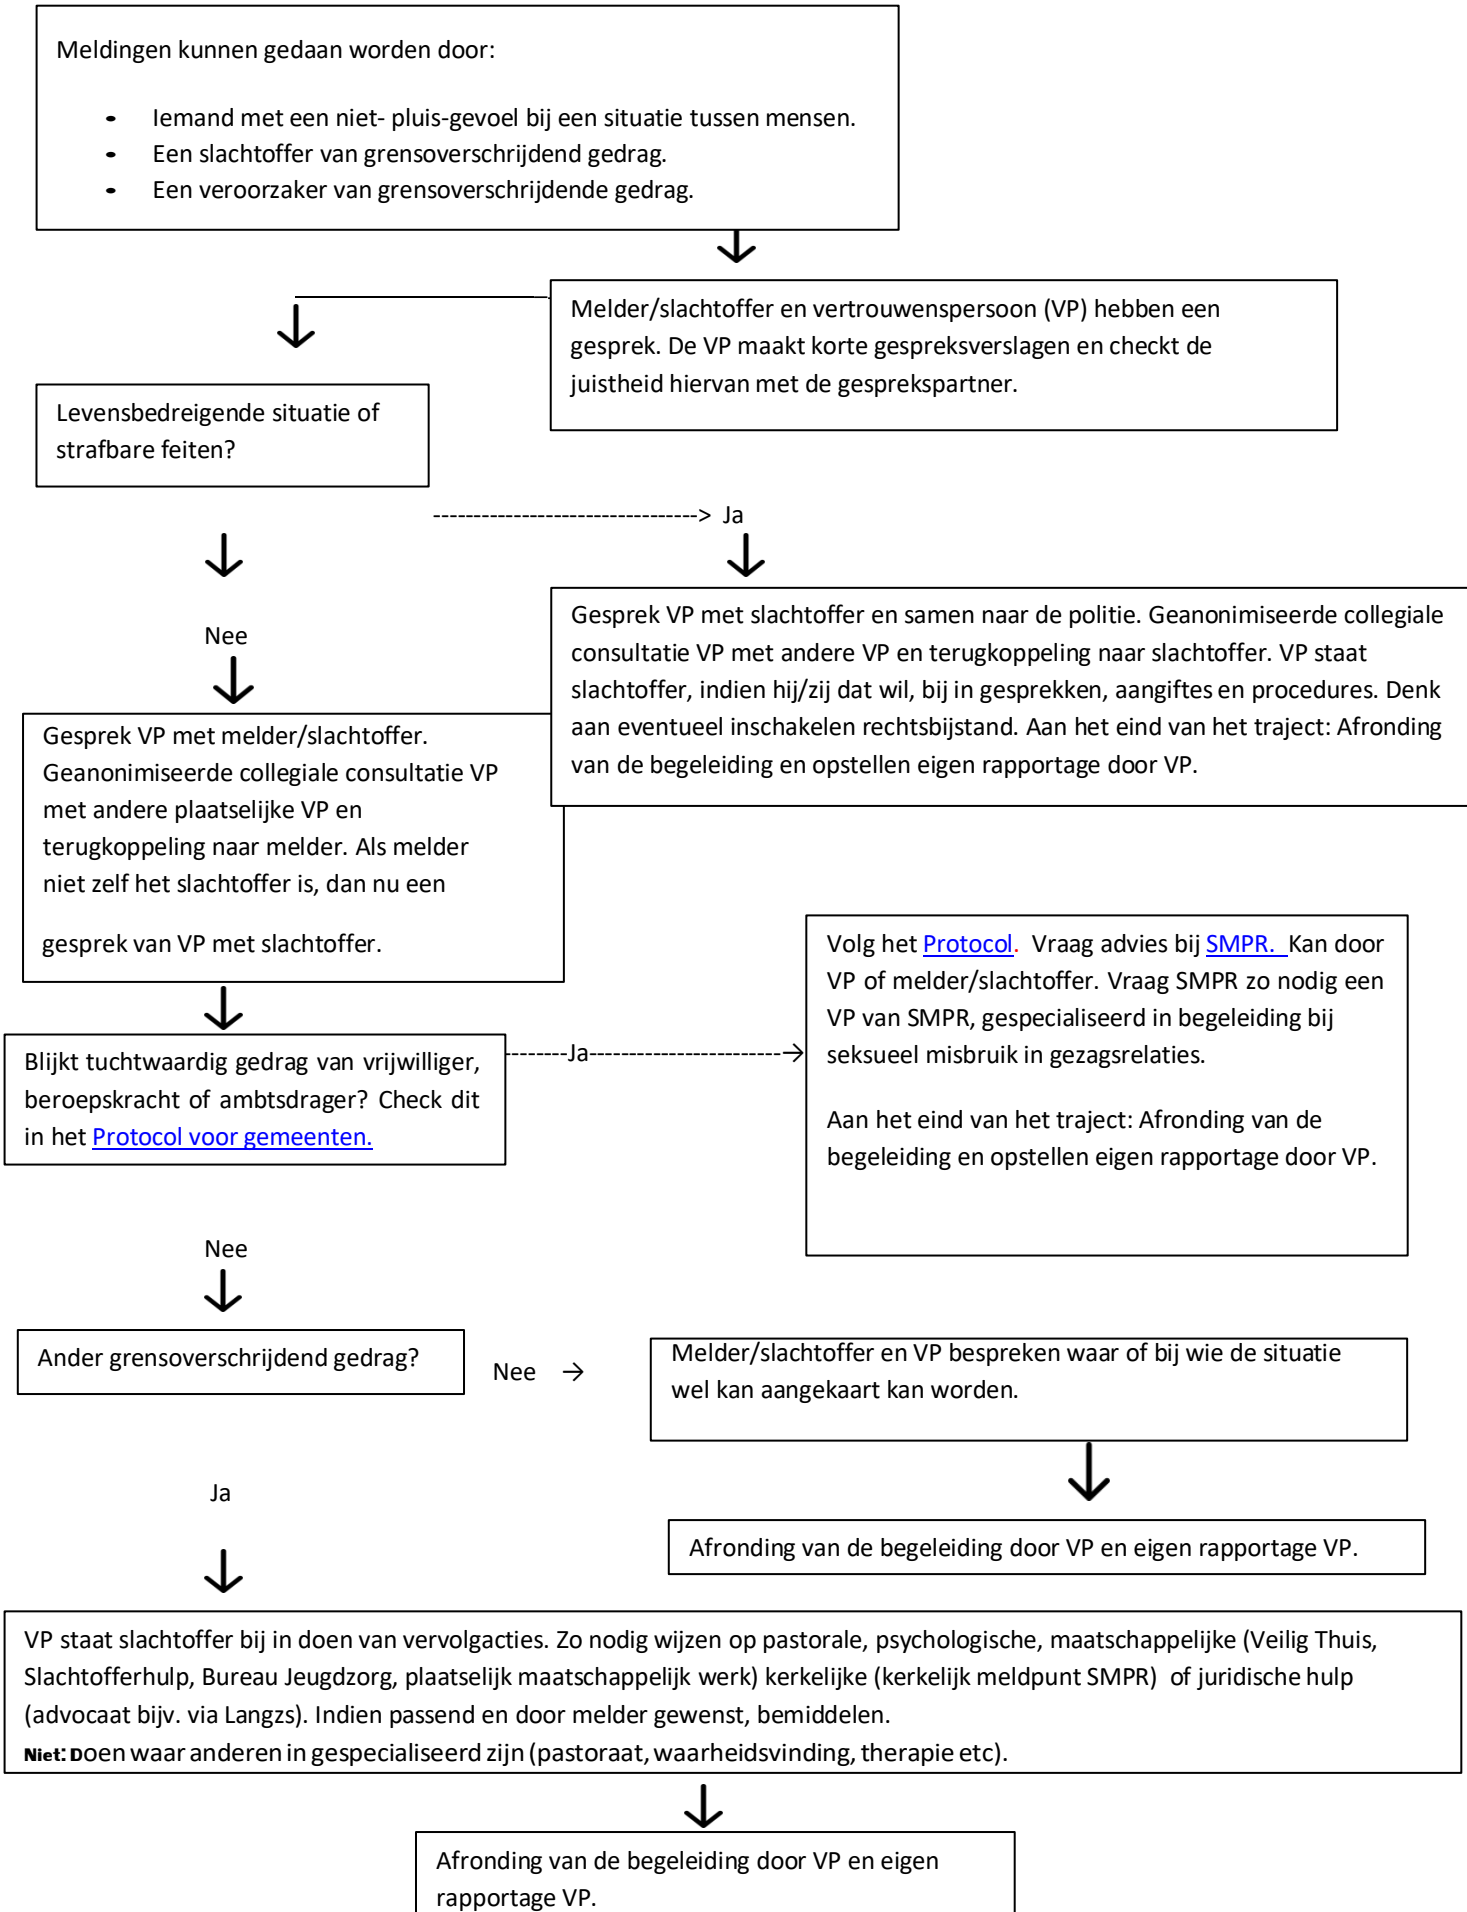 Meldingen kunnen gedaan worden door:
• Iemand met een niet- pluis-gevoel bij een situatie tussen mensen.
• Een slachtoffer van grensoverschrijdend gedrag.
• Een veroorzaker van grensoverschrijdende gedrag.
Melder/slachtoffer en vertrouwenspersoon (VP) hebben een
gesprek. De VP maakt korte gespreksverslagen en checkt de
juistheid hiervan met de gesprekspartner.
Levensbedreigende situatie of
strafbare feiten?
---------------------------------> Ja
Gesprek VP met slachtoffer en samen naar de politie. Geanonimiseerde collegiale
consultatie VP met andere VP en terugkoppeling naar slachtoffer. VP staat
slachtoffer, indien hij/zij dat wil, bij in gesprekken, aangiftes en procedures. Denk
aan eventueel inschakelen rechtsbijstand. Aan het eind van het traject: Afronding
van de begeleiding en opstellen eigen rapportage door VP.
Nee
Gesprek VP met melder/slachtoffer.
Geanonimiseerde collegiale consultatie VP
met andere plaatselijke VP en
terugkoppeling naar melder. Als melder
niet zelf het slachtoffer is, dan nu een
gesprek van VP met slachtoffer.
Blijkt tuchtwaardig gedrag van vrijwilliger,
beroepskracht of ambtsdrager? Check dit
in het Protocol voor gemeenten.
--------Ja------------------------→
Volg het Protocol. Vraag advies bij SMPR. Kan door
VP of melder/slachtoffer. Vraag SMPR zo nodig een
VP van SMPR, gespecialiseerd in begeleiding bij
seksueel misbruik in gezagsrelaties.
Aan het eind van het traject: Afronding van de
begeleiding en opstellen eigen rapportage door VP.
Nee
Ander grensoverschrijdend gedrag?
Nee →
Melder/slachtoffer en VP bespreken waar of bij wie de situatie
wel kan aangekaart kan worden.
Afronding van de begeleiding door VP en eigen rapportage VP.
Ja
VP staat slachtoffer bij in doen van vervolgacties. Zo nodig wijzen op pastorale, psychologische, maatschappelijke (Veilig Thuis,
Slachtofferhulp, Bureau Jeugdzorg, plaatselijk maatschappelijk werk) kerkelijke (kerkelijk meldpunt SMPR) of juridische hulp
(advocaat bijv. via Langzs). Indien passend en door melder gewenst, bemiddelen.
Niet: Doen waar anderen in gespecialiseerd zijn (pastoraat, waarheidsvinding, therapie etc).
Afronding van de begeleiding door VP en eigen
rapportage VP.